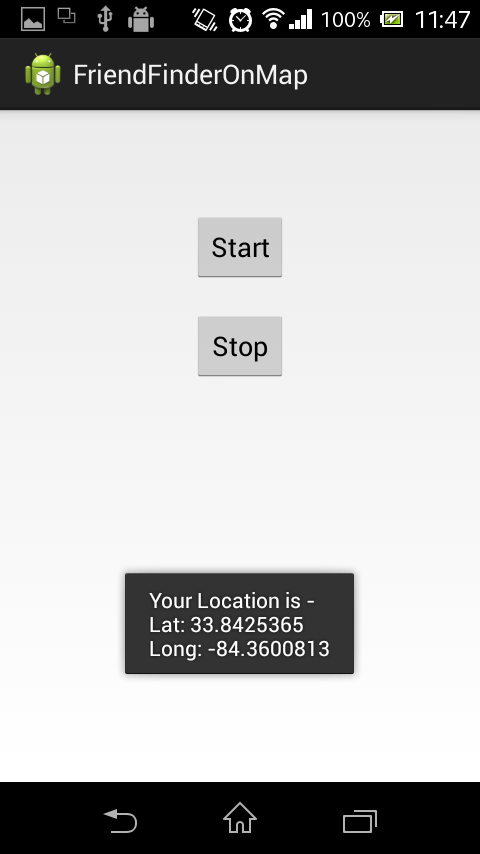 100% 11:47
FriendFinderOnMap
Start
Stop
Your Location is -
Lat: 33.8425365
Long: -84.3600813